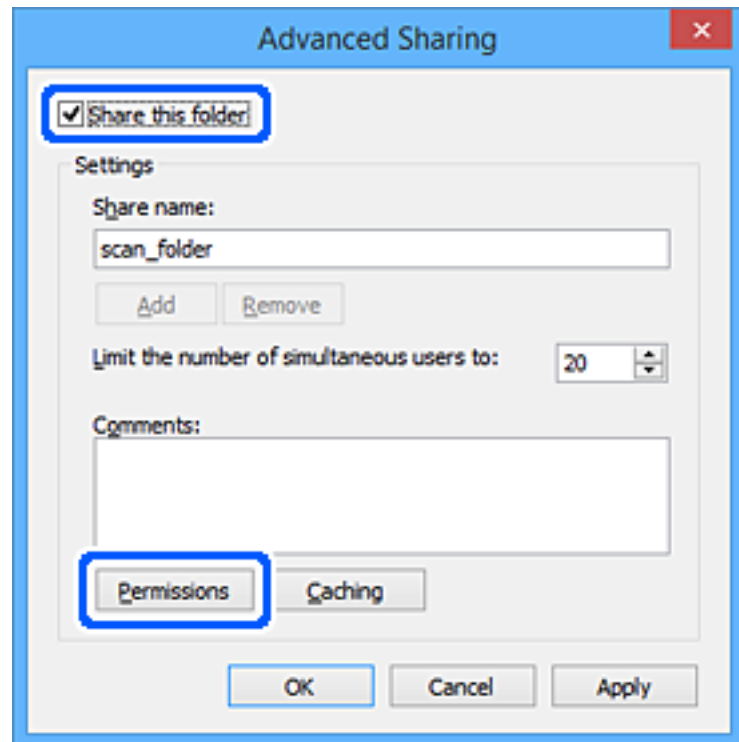 Advanced Sharing
Share this folder
Settings
Share name:
scan_folder
Add Remove
Limit the number of simultaneous users to: 20
Comments:
Permissions Caching
OK Cancel Apply